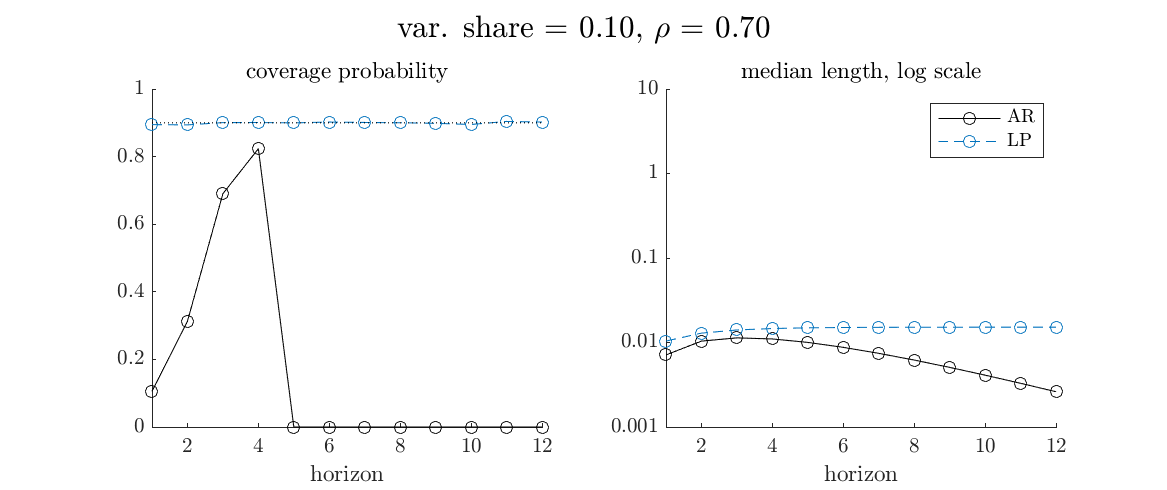 var. share = 0.10, ρ = 0.70
coverage probability
1
0.8
0.6
0.4
0.2
0
2 4 6 8 10 12
horizon
median length, log scale
10
1
0.1
0.01
0.001
AR
LP
2 4 6 8 10 12
horizon